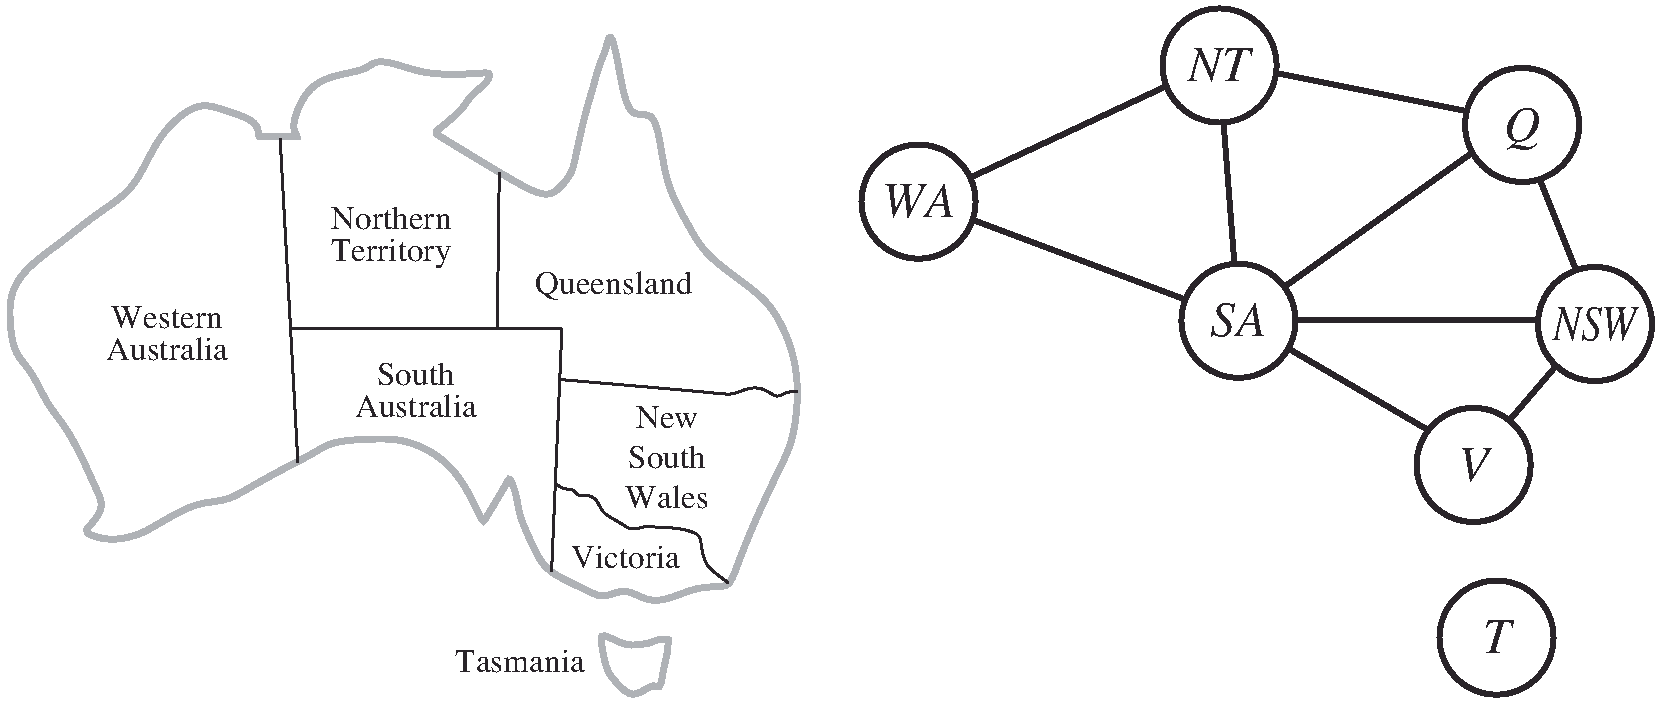 Northern
Territory
Queensland
Western
Australia
South
Australia
New
South
Wales
Victoria
Tasmania
NT
Q
WA
SA
NSW
V
T